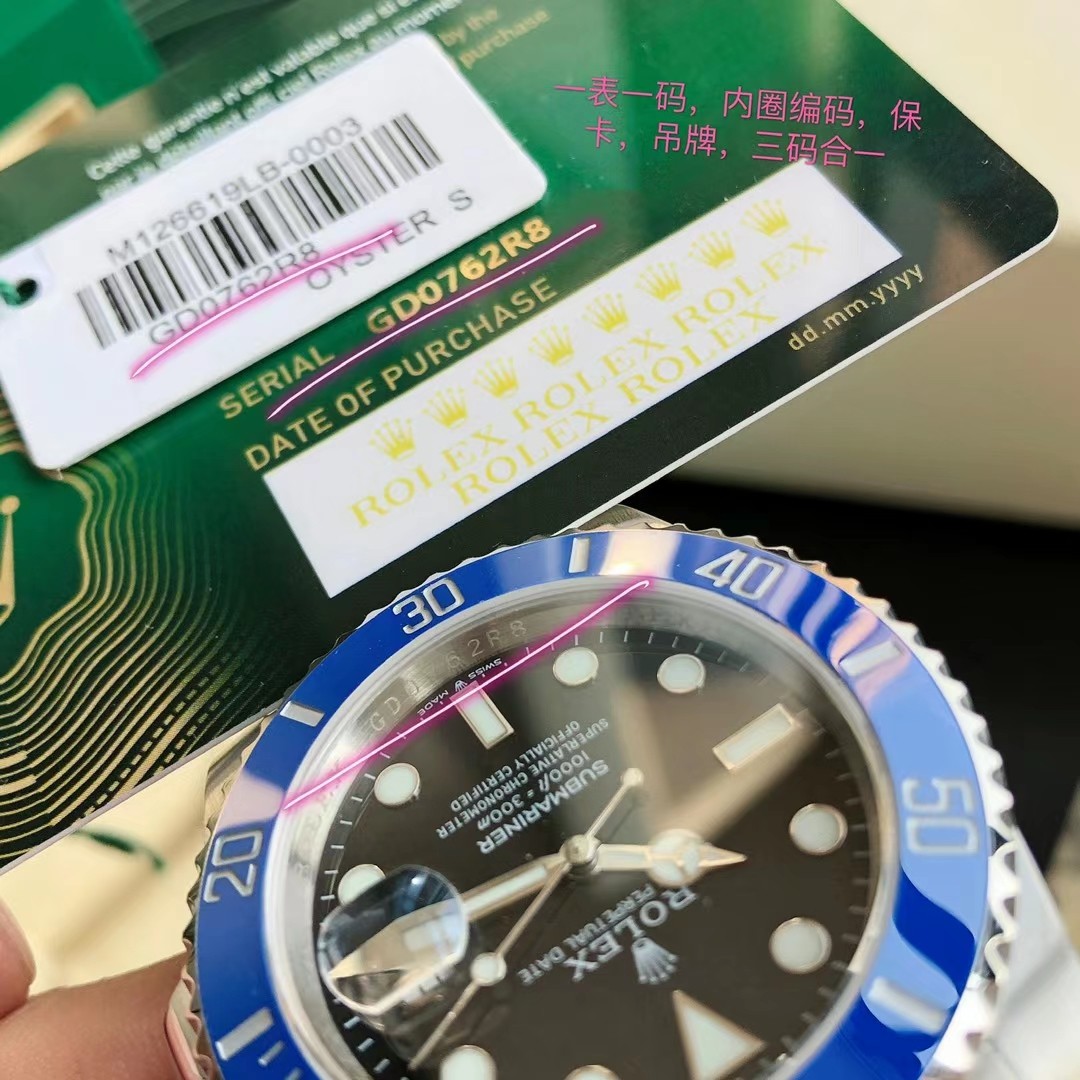 Cette garantie n'est valable que si elle
by the
purchase
一表一码，内圈编码，保
卡，吊牌，三码合一
M126619LB-0003
GD0762R8
OYSTER S
SERIAL GD0762R8
DATE OF PURCHASE
dd.mm.yyyy
ROLEX ROLEX ROLEX
ROLEX ROLEX
20
30
40
50
SWISS MADE
ROLEX
PERPETUAL DATE
SUBMARINER
1000ft = 300m
SUPERLATIVE CHRONOMETER
OFFICIALLY CERTIFIED